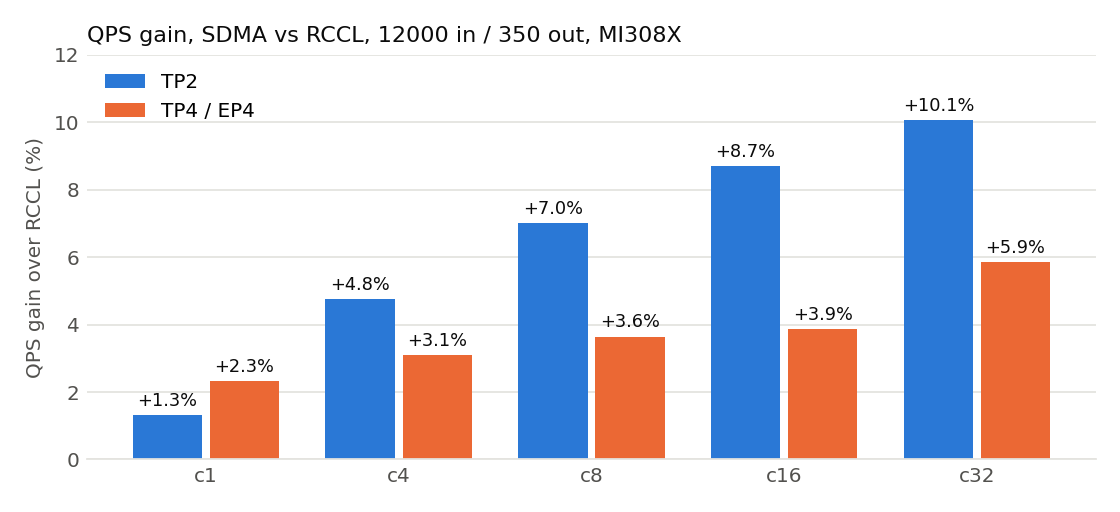 QPS gain, SDMA vs RCCL, 12000 in / 350 out, MI308X
QPS gain over RCCL (%)
12
10
8
6
4
2
0
TP2
TP4 / EP4
+1.3%
+2.3%
+4.8%
+3.1%
+7.0%
+3.6%
+8.7%
+3.9%
+10.1%
+5.9%
c1
c4
c8
c16
c32